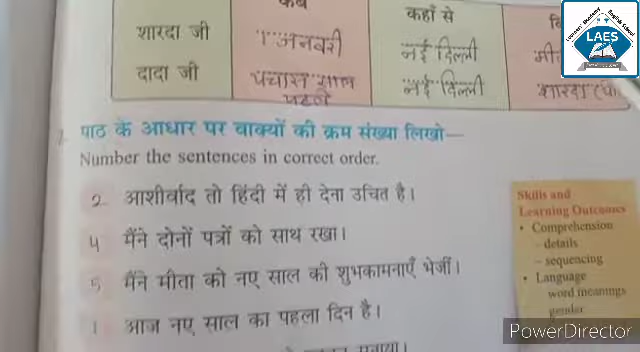 कब
कहाँ से
शारदा जी
1 जनवरी
नई दिल्ली
दादा जी
पचास साल
पहले
नई दिल्ली
शारदा
LAES
पाठ के आधार पर वाक्यों की क्रम संख्या लिखो—
Number the sentences in correct order.
2 आशीर्वाद तो हिंदी में ही देना उचित है।
4 मैंने दोनों पत्रों को साथ रखा।
5 मैंने मीता को नए साल की शुभकामनाएँ भेजीं।
1 आज नए साल का पहला दिन है।
Skills and
Learning Outcomes
• Comprehension
– details
– sequencing
• Language
word meanings
gender
PowerDirector